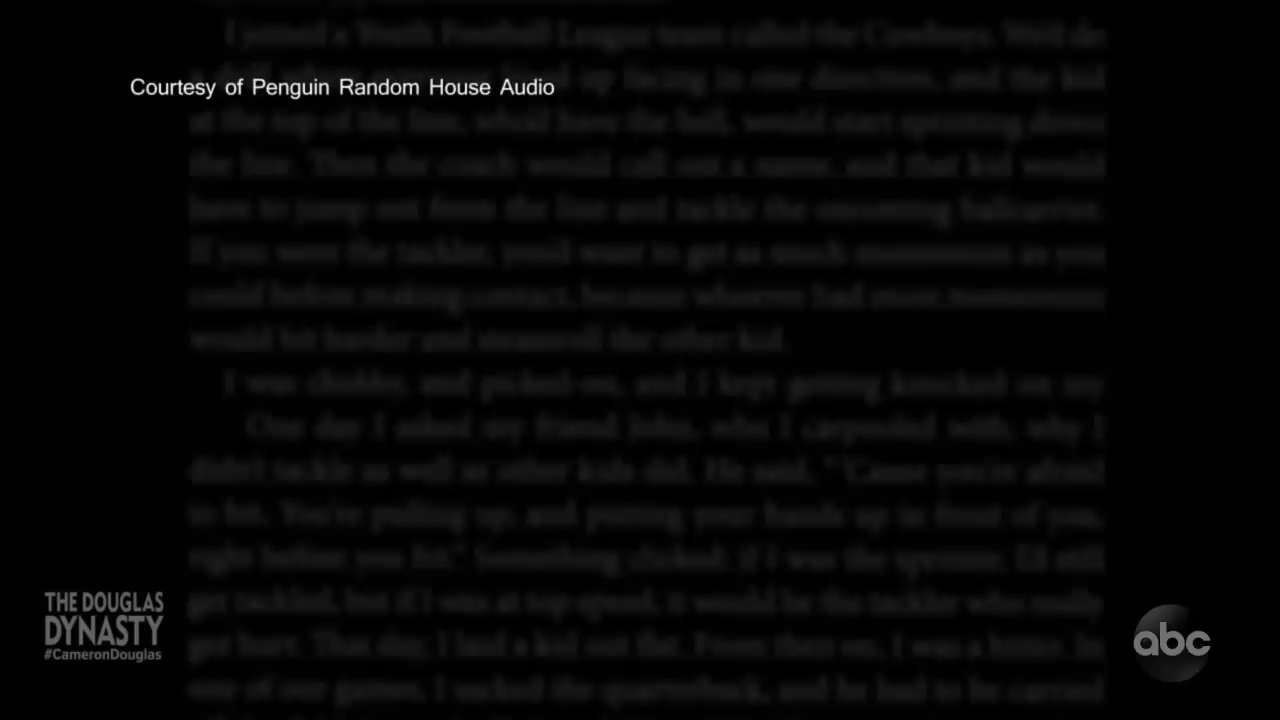 I joined a Youth Football League team called the Cowboys. We'd do
Courtesy of Penguin Random House Audio
up facing in one direction, and the kid
at the top of the line, who'd have the ball, would start sprinting down
the line. Then the coach would call out a name, and that kid would
have to jump out from the line and tackle the oncoming ballcarrier.
If you were the tackler, you'd want to get as much momentum as you
could before making contact, because whoever had more momentum
would hit harder and steamroll the other kid.
I was chubby, and picked-on, and I kept getting knocked on my
One day I asked my friend John, who I carpooled with, why I
didn't tackle as well as other kids did. He said, "'Cause you're afraid
to hit. You're pulling up, and putting your hands up in front of you,
right before you hit." Something clicked: if I was the speedster, I'd still
get tackled, but if I was at top speed, it would be the tackler who really
got hurt. That day, I laid a kid out flat. From then on, I was a hitter. In
one of our games, I sacked the quarterback, and he had to be carried
THE DOUGLAS
DYNASTY
#CameronDouglas
abc